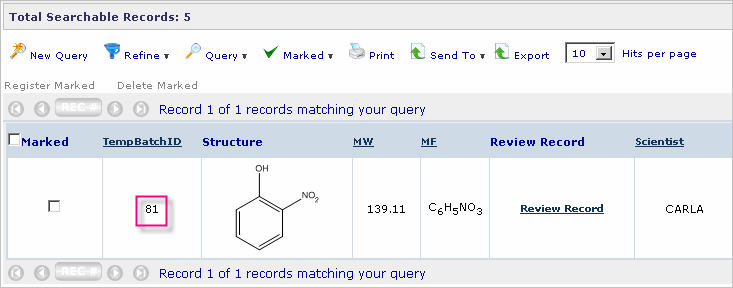 Total Searchable Records: 5
New Query Refine Query Marked Print Send To Export 10 Hits per page
Register Marked Delete Marked
REC # Record 1 of 1 records matching your query
Marked TempBatchID Structure MW MF Review Record Scientist
OH
NO2
81 139.11 C6H5NO3 Review Record CARLA
REC # Record 1 of 1 records matching your query